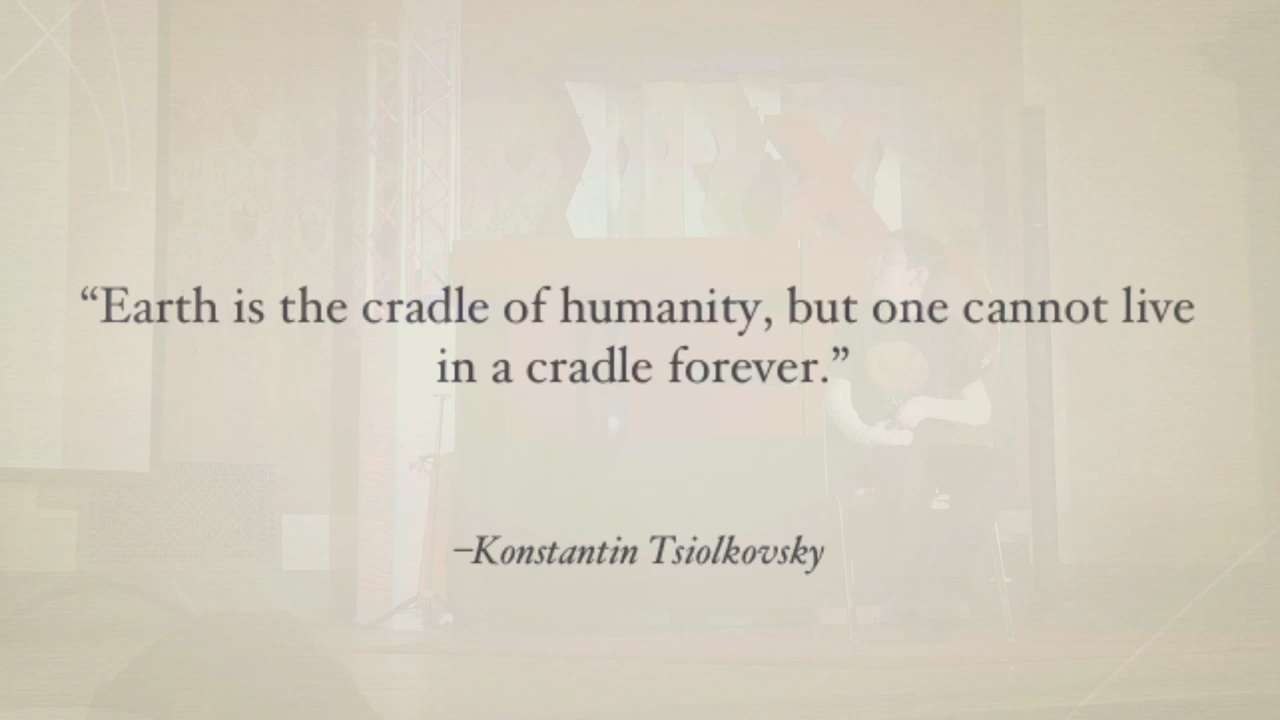 “Earth is the cradle of humanity, but one cannot live
in a cradle forever.”
–Konstantin Tsiolkovsky